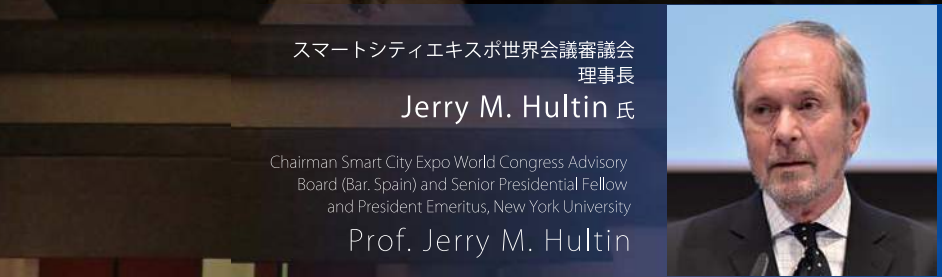 スマートシティエキスポ世界会議審議会
理事長
Jerry M. Hultin 氏
Chairman Smart City Expo World Congress Advisory
Board (Bar. Spain) and Senior Presidential Fellow
and President Emeritus, New York University
Prof. Jerry M. Hultin